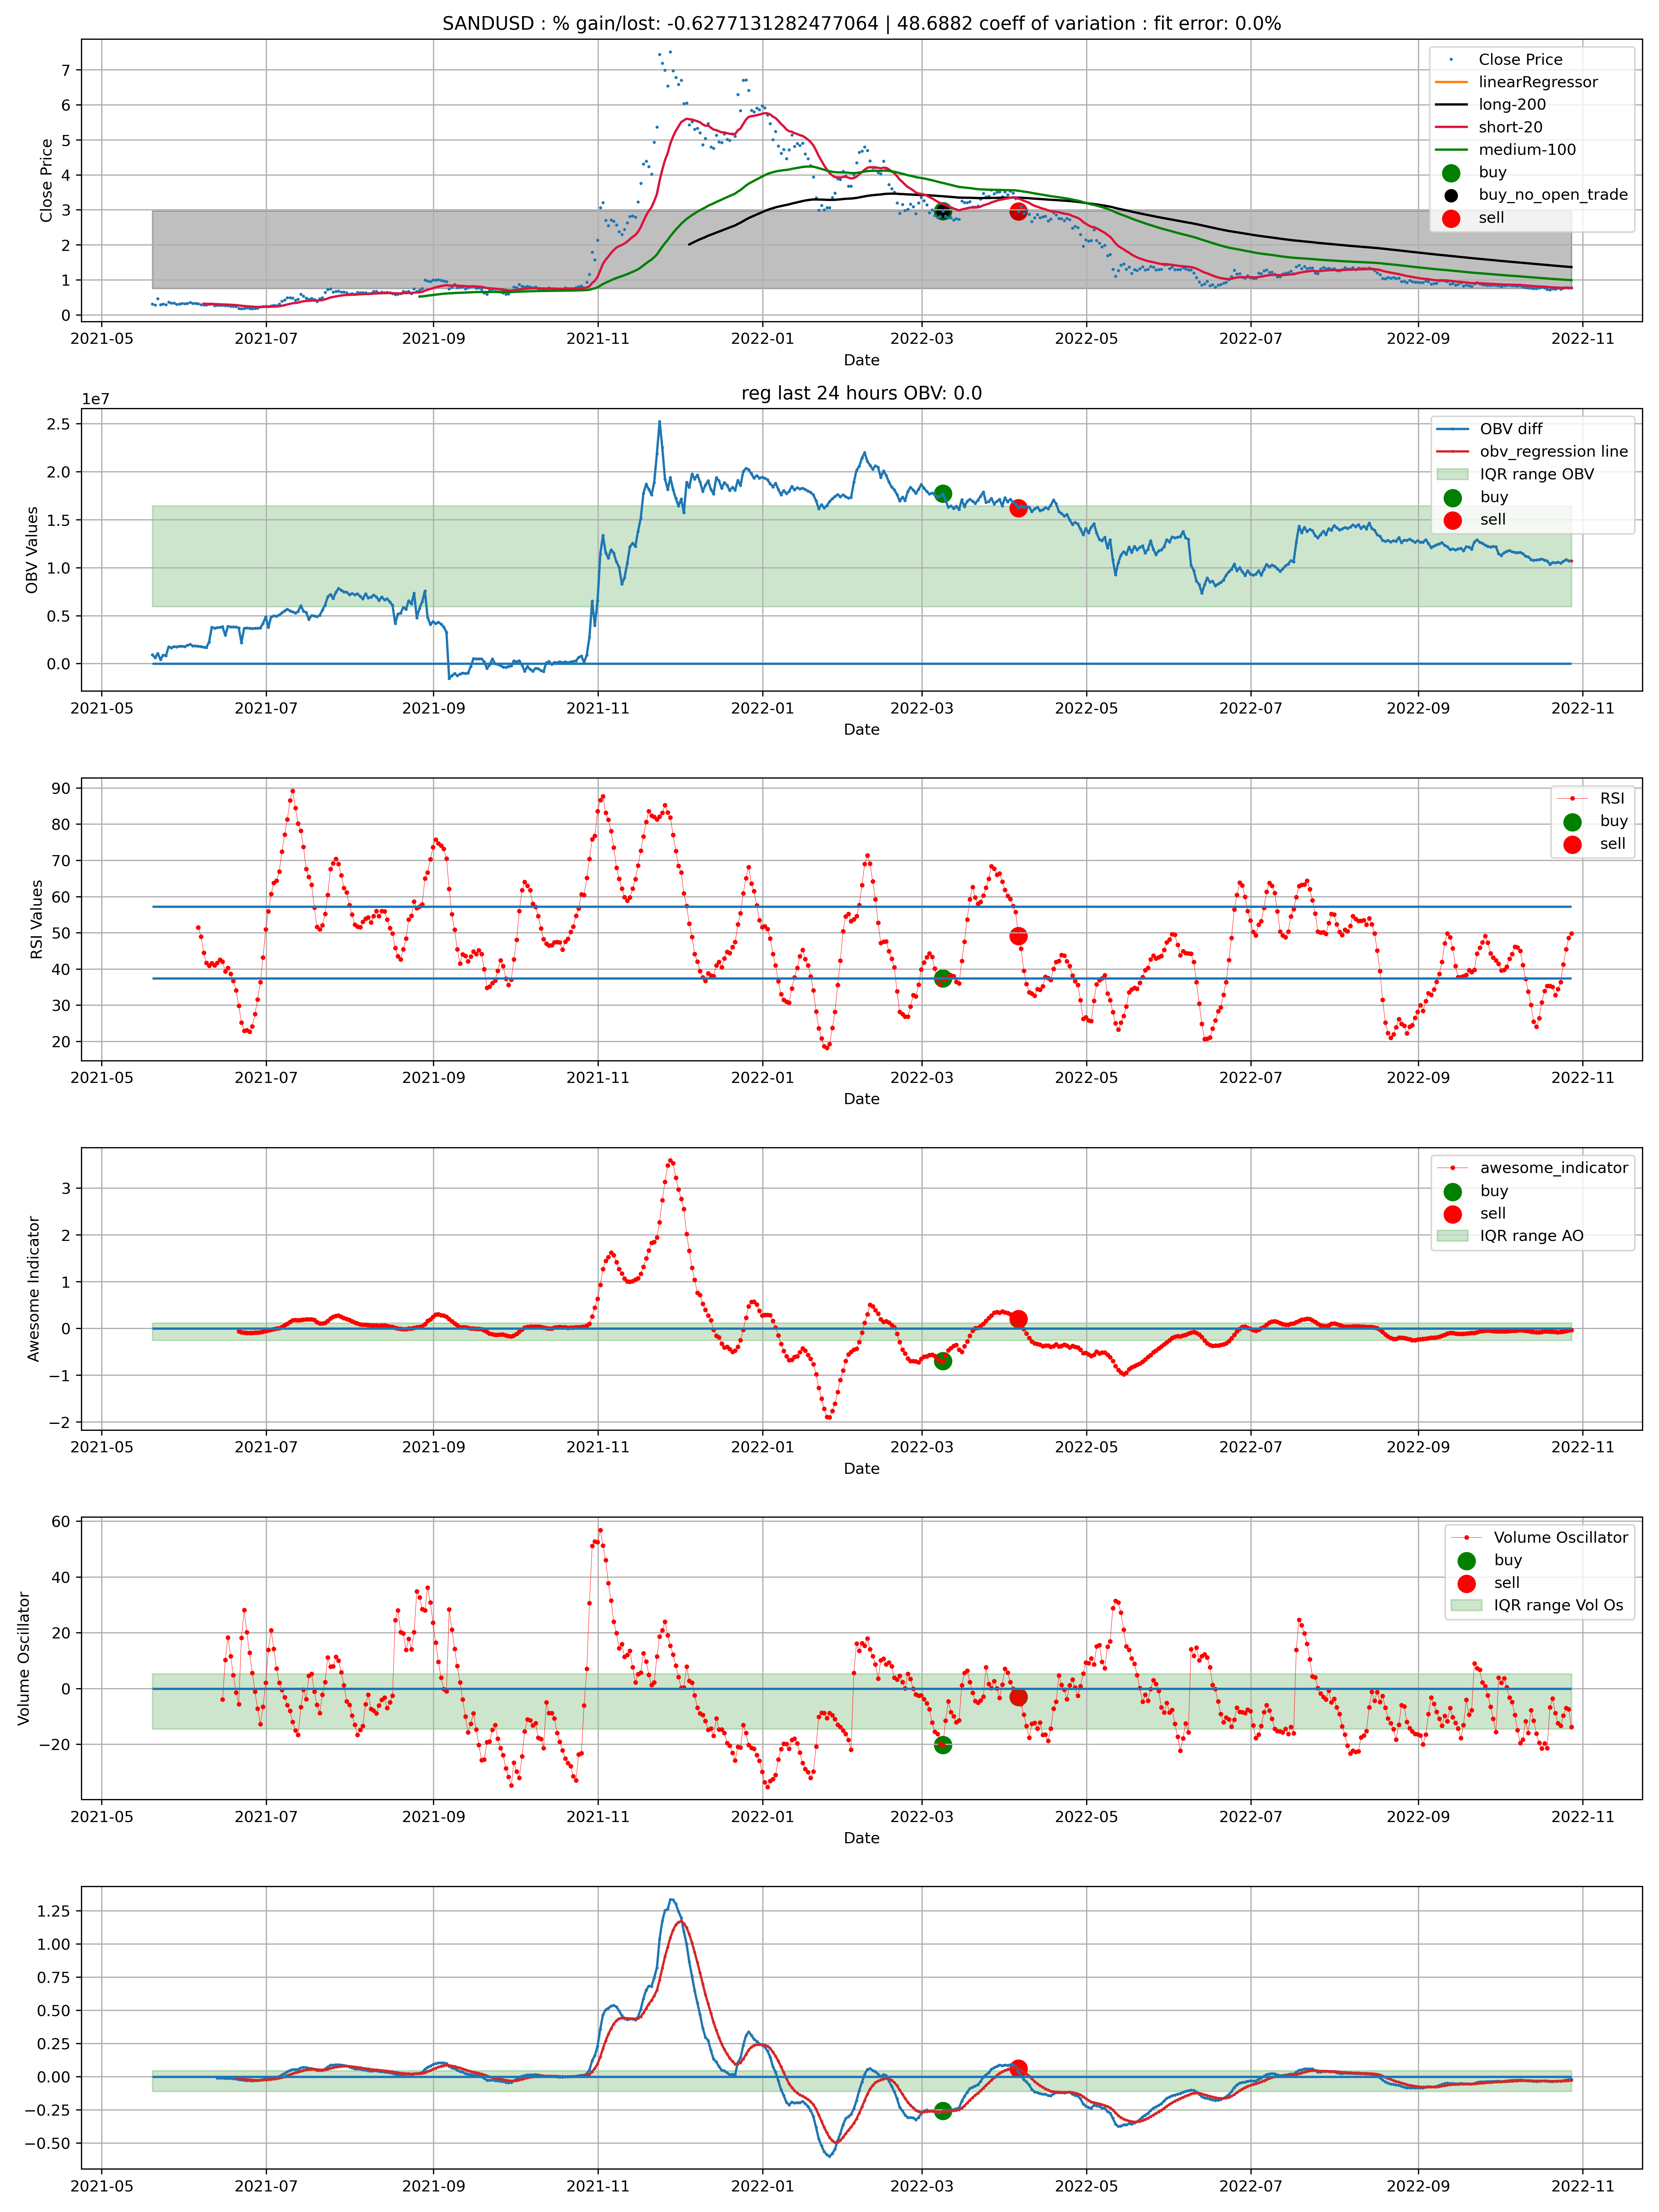 SANDUSD : % gain/lost: -0.6277131282477064 | 48.6882 coeff of variation : fit error: 0.0%
Close Price
7
6
5
4
3
2
1
0
Close Price
linearRegressor
long-200
short-20
medium-100
buy
buy_no_open_trade
sell
2021-05 2021-07 2021-09 2021-11 2022-01 2022-03 2022-05 2022-07 2022-09 2022-11
Date
reg last 24 hours OBV: 0.0
1e7
OBV Values
2.5
2.0
1.5
1.0
0.5
0.0
OBV diff
obv_regression line
IQR range OBV
buy
sell
2021-05 2021-07 2021-09 2021-11 2022-01 2022-03 2022-05 2022-07 2022-09 2022-11
Date
RSI Values
90
80
70
60
50
40
30
20
RSI
buy
sell
2021-05 2021-07 2021-09 2021-11 2022-01 2022-03 2022-05 2022-07 2022-09 2022-11
Date
Awesome Indicator
3
2
1
0
−1
−2
awesome_indicator
buy
sell
IQR range AO
2021-05 2021-07 2021-09 2021-11 2022-01 2022-03 2022-05 2022-07 2022-09 2022-11
Date
Volume Oscillator
60
40
20
0
−20
Volume Oscillator
buy
sell
IQR range Vol Os
2021-05 2021-07 2021-09 2021-11 2022-01 2022-03 2022-05 2022-07 2022-09 2022-11
Date
1.25
1.00
0.75
0.50
0.25
0.00
−0.25
−0.50
2021-05 2021-07 2021-09 2021-11 2022-01 2022-03 2022-05 2022-07 2022-09 2022-11